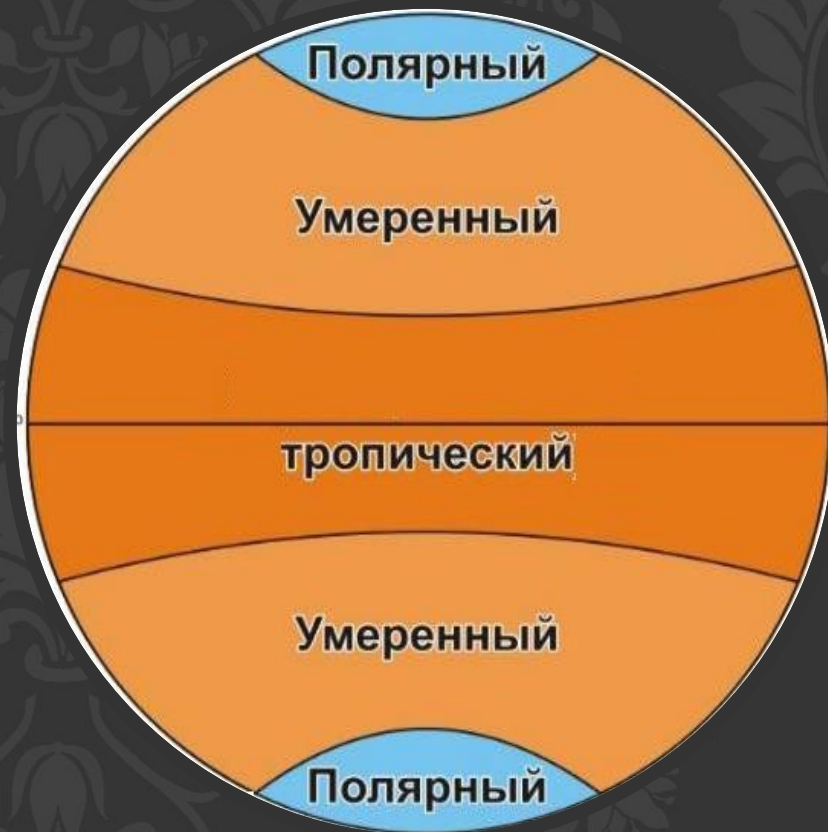 Полярный
Умеренный
тропический
Умеренный
Полярный